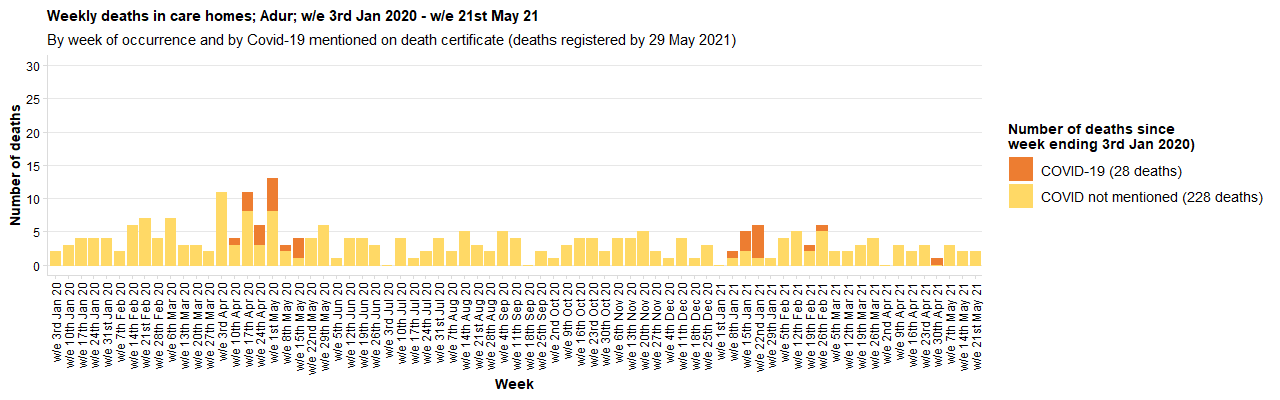 Weekly deaths in care homes; Adur; w/e 3rd Jan 2020 - w/e 21st May 21
By week of occurrence and by Covid-19 mentioned on death certificate (deaths registered by 29 May 2021)
Number of deaths
30
25
20
15
10
5
0
w/e 3rd Jan 20
w/e 10th Jan 20
w/e 17th Jan 20
w/e 24th Jan 20
w/e 31st Jan 20
w/e 7th Feb 20
w/e 14th Feb 20
w/e 21st Feb 20
w/e 28th Feb 20
w/e 6th Mar 20
w/e 13th Mar 20
w/e 20th Mar 20
w/e 27th Mar 20
w/e 3rd Apr 20
w/e 10th Apr 20
w/e 17th Apr 20
w/e 24th Apr 20
w/e 1st May 20
w/e 8th May 20
w/e 15th May 20
w/e 22nd May 20
w/e 29th May 20
w/e 5th Jun 20
w/e 12th Jun 20
w/e 19th Jun 20
w/e 26th Jun 20
w/e 3rd Jul 20
w/e 10th Jul 20
w/e 17th Jul 20
w/e 24th Jul 20
w/e 31st Jul 20
w/e 7th Aug 20
w/e 14th Aug 20
w/e 21st Aug 20
w/e 28th Aug 20
w/e 4th Sep 20
w/e 11th Sep 20
w/e 18th Sep 20
w/e 25th Sep 20
w/e 2nd Oct 20
w/e 9th Oct 20
w/e 16th Oct 20
w/e 23rd Oct 20
w/e 30th Oct 20
w/e 6th Nov 20
w/e 13th Nov 20
w/e 20th Nov 20
w/e 27th Nov 20
w/e 4th Dec 20
w/e 11th Dec 20
w/e 18th Dec 20
w/e 25th Dec 20
w/e 1st Jan 21
w/e 8th Jan 21
w/e 15th Jan 21
w/e 22nd Jan 21
w/e 29th Jan 21
w/e 5th Feb 21
w/e 12th Feb 21
w/e 19th Feb 21
w/e 26th Feb 21
w/e 5th Mar 21
w/e 12th Mar 21
w/e 19th Mar 21
w/e 26th Mar 21
w/e 2nd Apr 21
w/e 9th Apr 21
w/e 16th Apr 21
w/e 23rd Apr 21
w/e 30th Apr 21
w/e 7th May 21
w/e 14th May 21
w/e 21st May 21
Week
Number of deaths since
week ending 3rd Jan 2020)
COVID-19 (28 deaths)
COVID not mentioned (228 deaths)